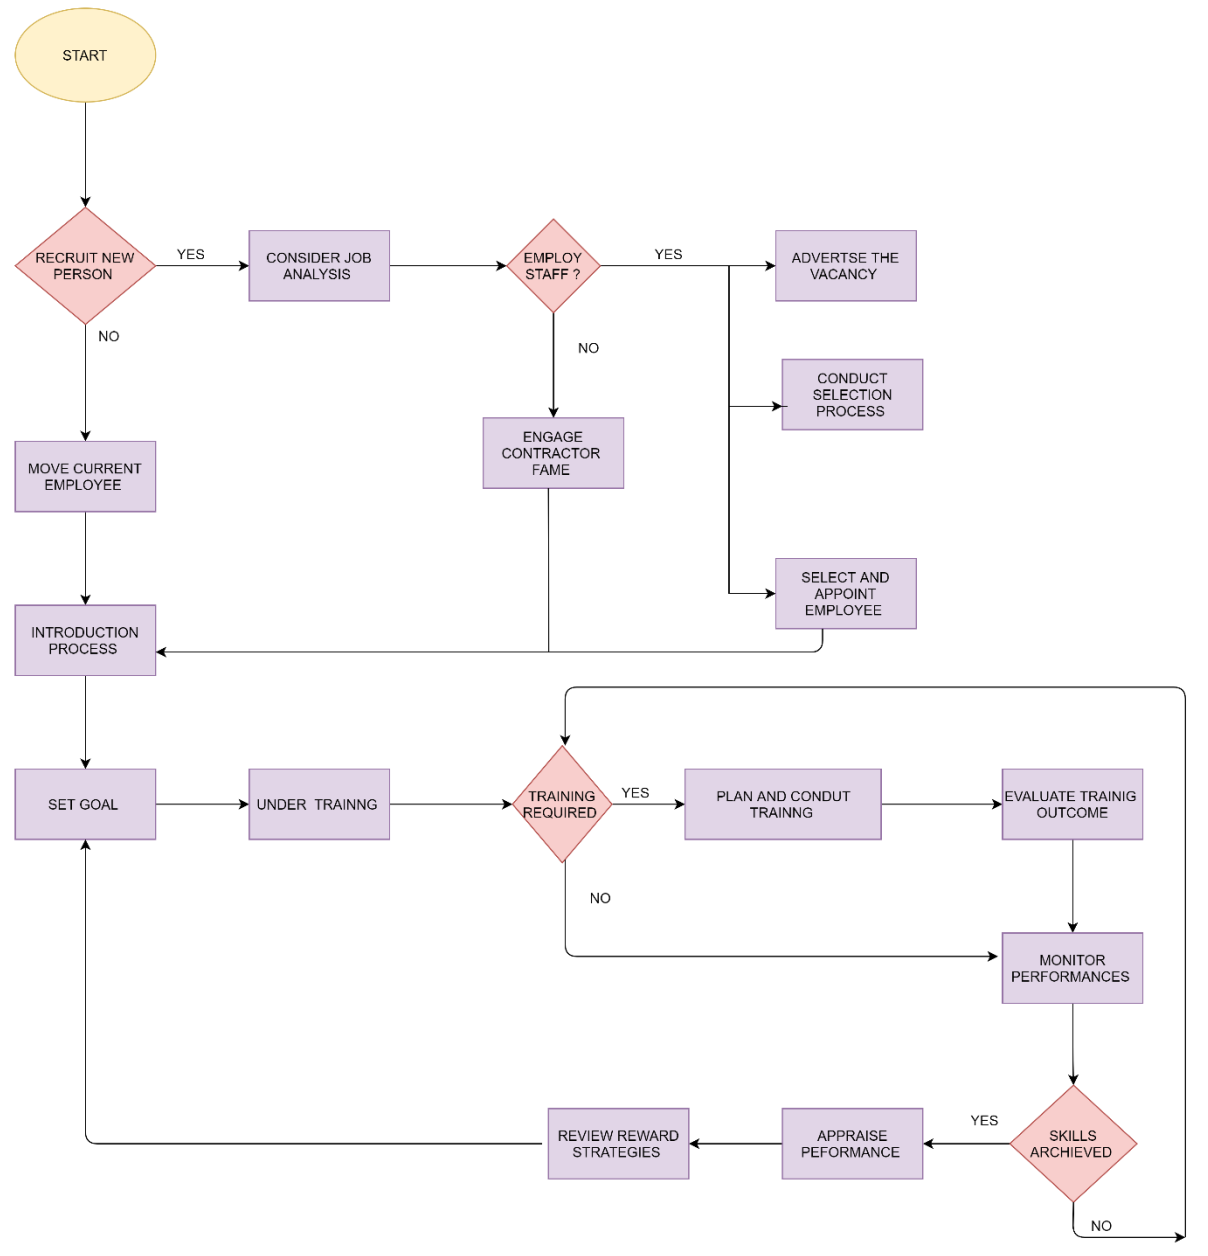 START
RECRUIT NEW
PERSON
YES
CONSIDER JOB
ANALYSIS
EMPLOY
STAFF ?
YES
ADVERTSE THE
VACANCY
NO
NO
CONDUCT
SELECTION
PROCESS
MOVE CURRENT
EMPLOYEE
ENGAGE
CONTRACTOR
FAME
SELECT AND
APPOINT
EMPLOYEE
INTRODUCTION
PROCESS
SET GOAL
UNDER TRAINNG
TRAINING
REQUIRED
YES
PLAN AND CONDUT
TRAINNG
EVALUATE TRAINIG
OUTCOME
NO
MONITOR
PERFORMANCES
REVIEW REWARD
STRATEGIES
APPRAISE
PEFORMANCE
YES
SKILLS
ARCHIEVED
NO